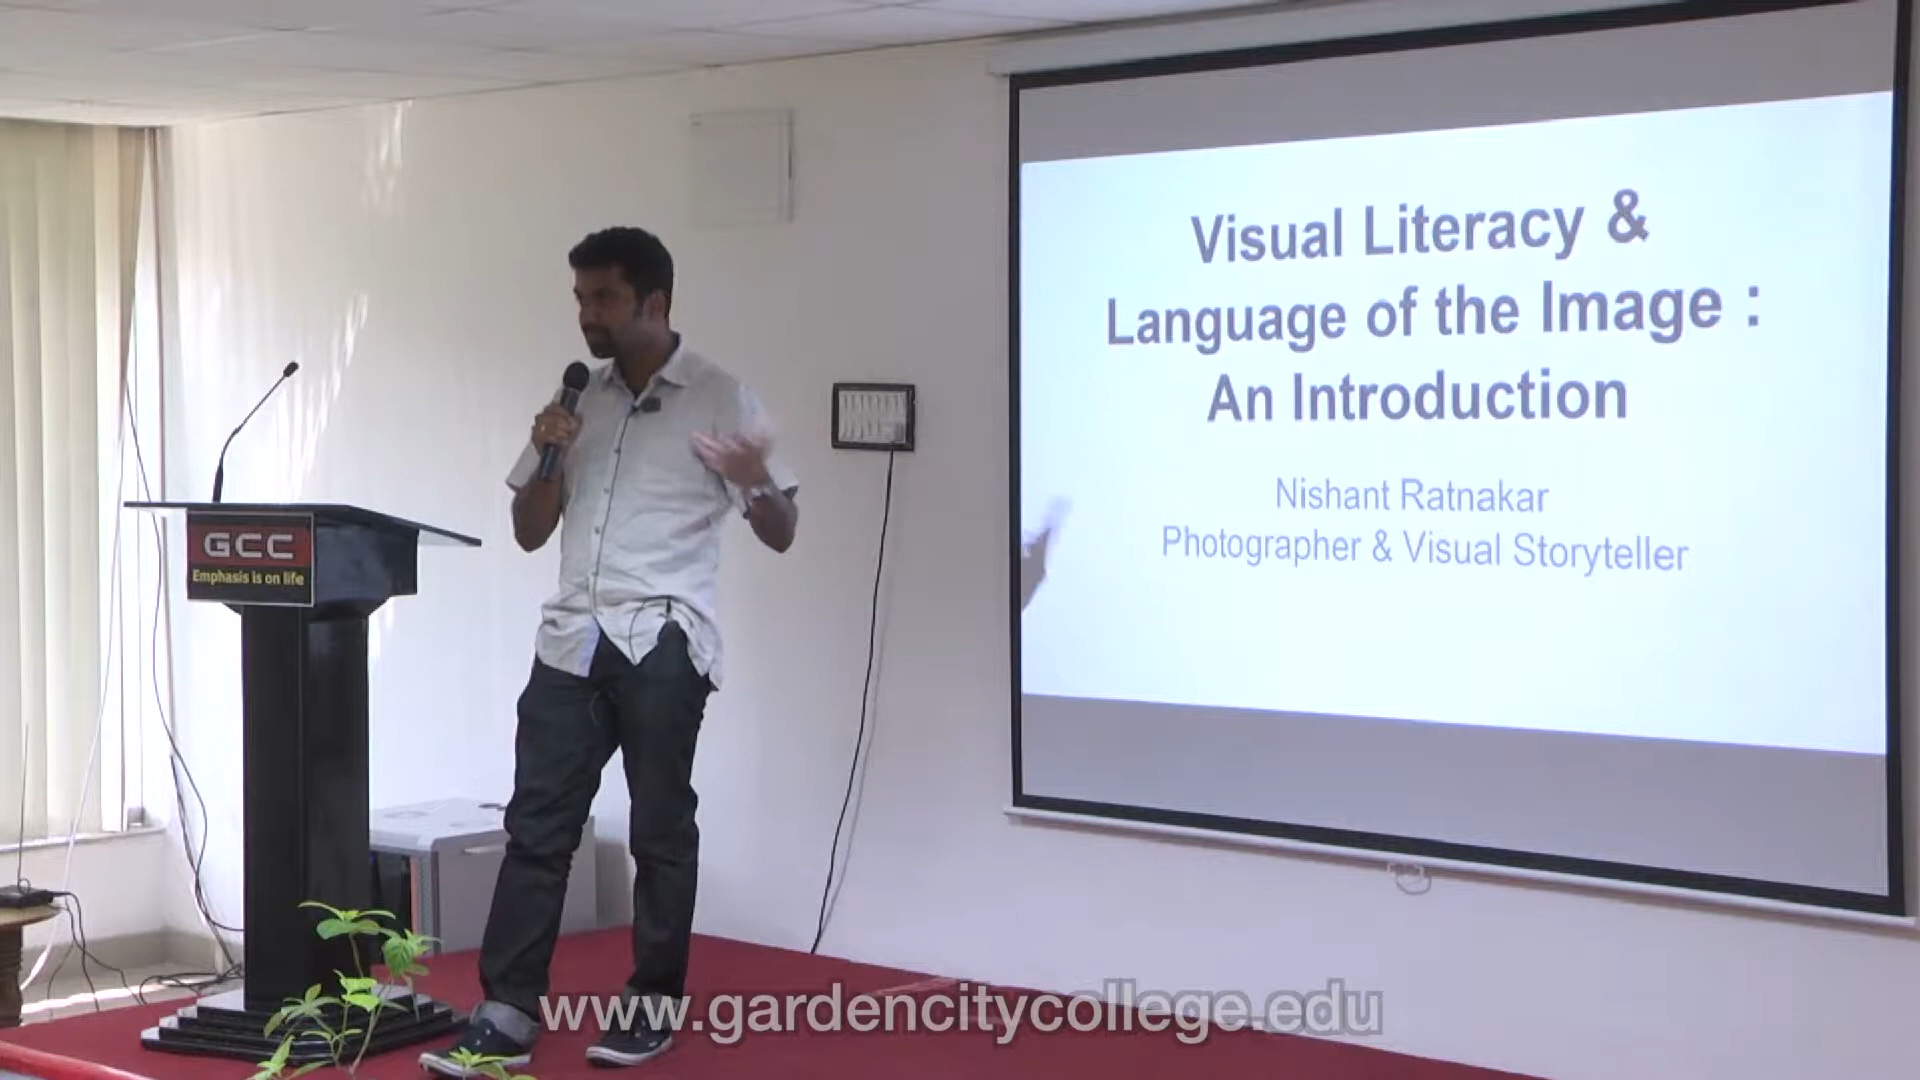 Visual Literacy &
Language of the Image :
An Introduction
Nishant Ratnakar
Photographer & Visual Storyteller
GCC
Emphasis is on life
www.gardencitycollege.edu